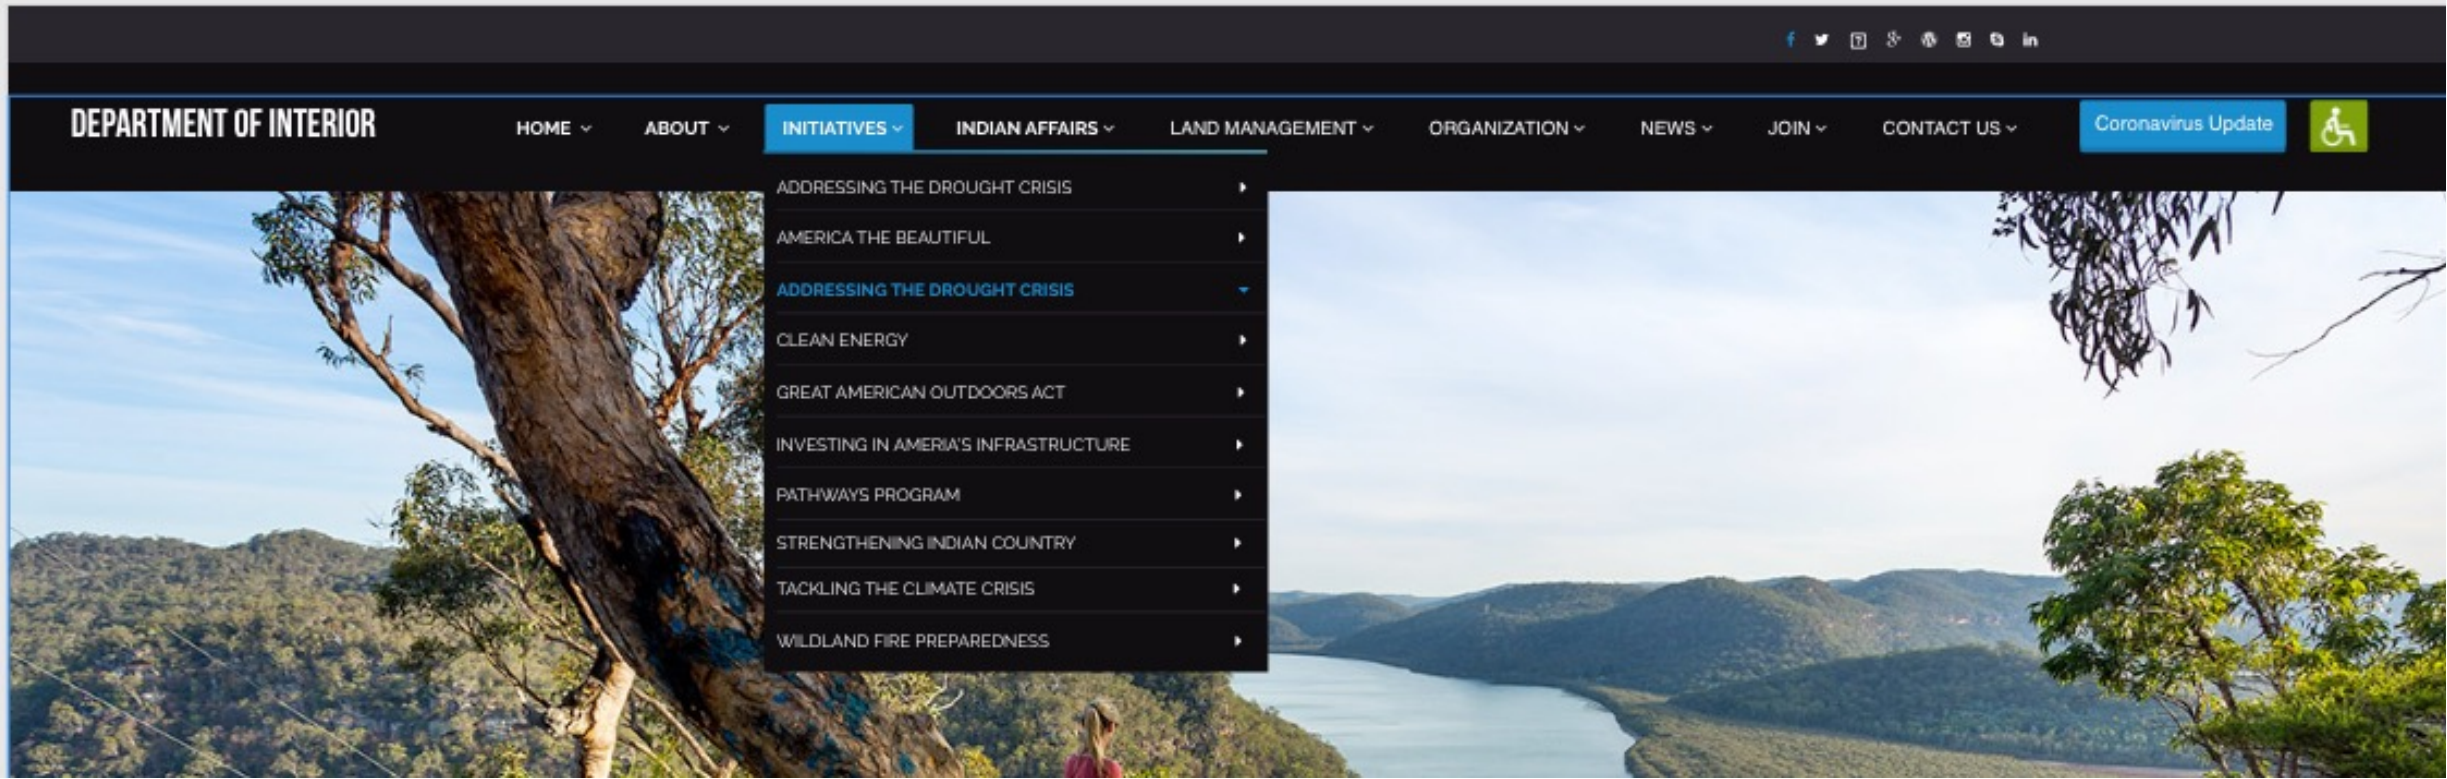 DEPARTMENT OF INTERIOR HOME ABOUT INITIATIVES INDIAN AFFAIRS LAND MANAGEMENT ORGANIZATION NEWS JOIN CONTACT US Coronavirus Update
ADDRESSING THE DROUGHT CRISIS
AMERICA THE BEAUTIFUL
ADDRESSING THE DROUGHT CRISIS
CLEAN ENERGY
GREAT AMERICAN OUTDOORS ACT
INVESTING IN AMERIA'S INFRASTRUCTURE
PATHWAYS PROGRAM
STRENGTHENING INDIAN COUNTRY
TACKLING THE CLIMATE CRISIS
WILDLAND FIRE PREPAREDNESS